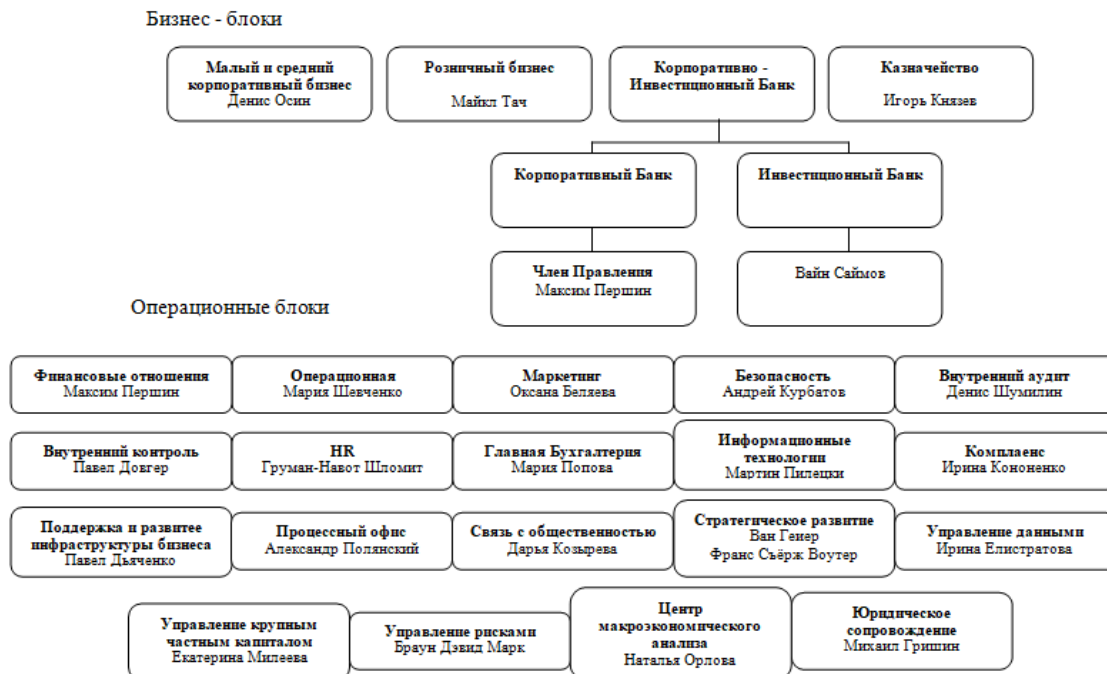 Бизнес - блоки
Малый и средний
корпоративный бизнес
Денис Осин
Розничный бизнес
Майкл Тач
Корпоративно -
Инвестиционный Банк
Казначейство
Игорь Князев
Корпоративный Банк
Инвестиционный Банк
Член Правления
Максим Першин
Вайн Саймов
Операционные блоки
Финансовые отношения
Максим Першин
Операционная
Мария Шевченко
Маркетинг
Оксана Беляева
Безопасность
Андрей Курбатов
Внутренний аудит
Денис Шумилин
Внутренний контроль
Павел Довгер
HR
Груман-Навот Шломит
Главная Бухгалтерия
Мария Попова
Информационные
технологии
Мартин Пилецки
Комплаенс
Ирина Кононенко
Поддержка и развитее
инфраструктуры бизнеса
Павел Дьяченко
Процессный офис
Александр Полянский
Связь с общественностью
Дарья Козырева
Стратегическое развитие
Ван Геиер
Франс Съёрж Воутер
Управление данными
Ирина Елистратова
Управление крупным
частным капиталом
Екатерина Милеева
Управление рисками
Браун Дэвид Марк
Центр
макроэкономического
анализа
Наталья Орлова
Юридическое
сопровождение
Михаил Гришин